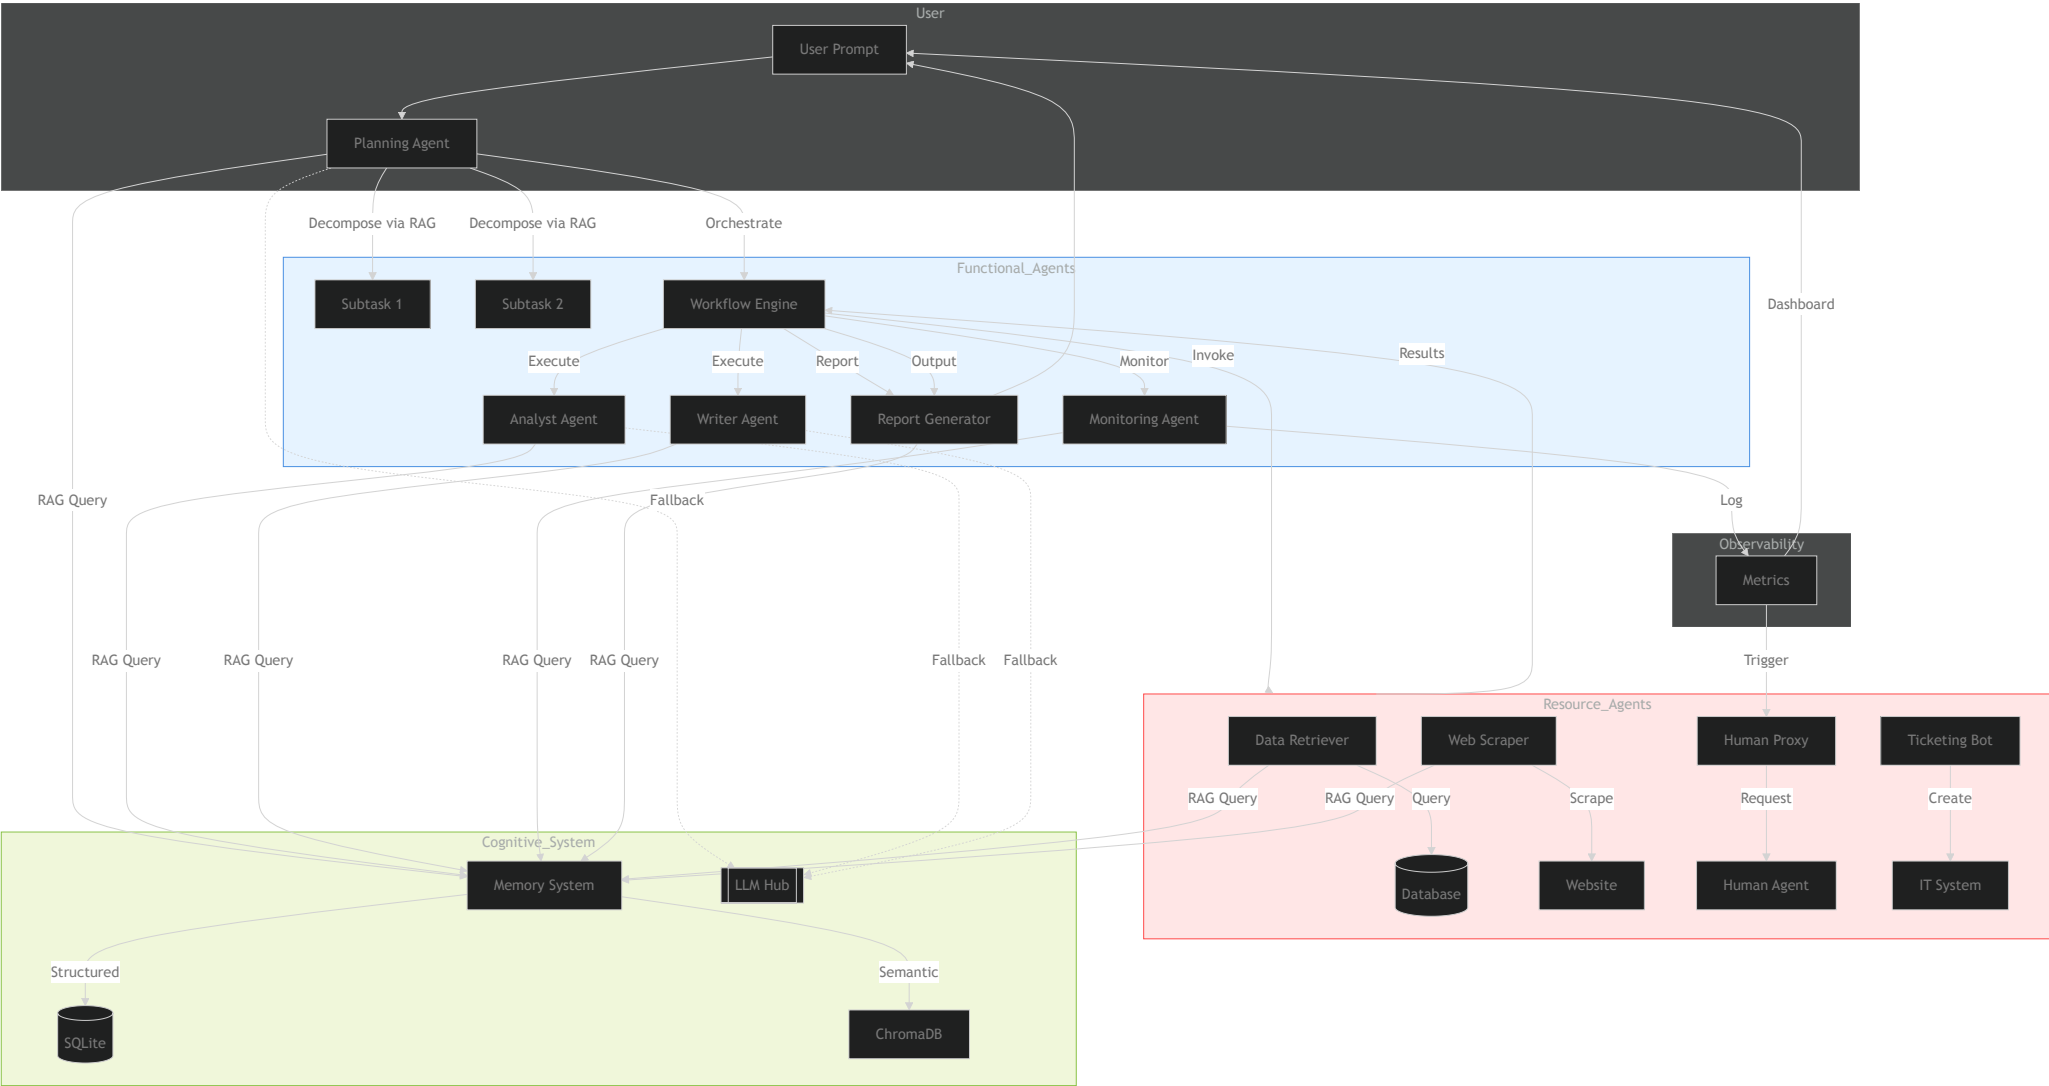 User
User Prompt
Planning Agent
Decompose via RAG
Decompose via RAG
Orchestrate
Functional_Agents
Subtask 1
Subtask 2
Workflow Engine
Dashboard
Execute
Execute
Report
Output
Monitor
Invoke
Results
Analyst Agent
Writer Agent
Report Generator
Monitoring Agent
RAG Query
Fallback
Log
Observability
Metrics
RAG Query
RAG Query
RAG Query
RAG Query
Fallback
Fallback
Trigger
Resource_Agents
Data Retriever
Web Scraper
Human Proxy
Ticketing Bot
RAG Query
RAG Query
Query
Scrape
Request
Create
Cognitive_System
Memory System
LLM Hub
Database
Website
Human Agent
IT System
Structured
Semantic
SQLite
ChromaDB